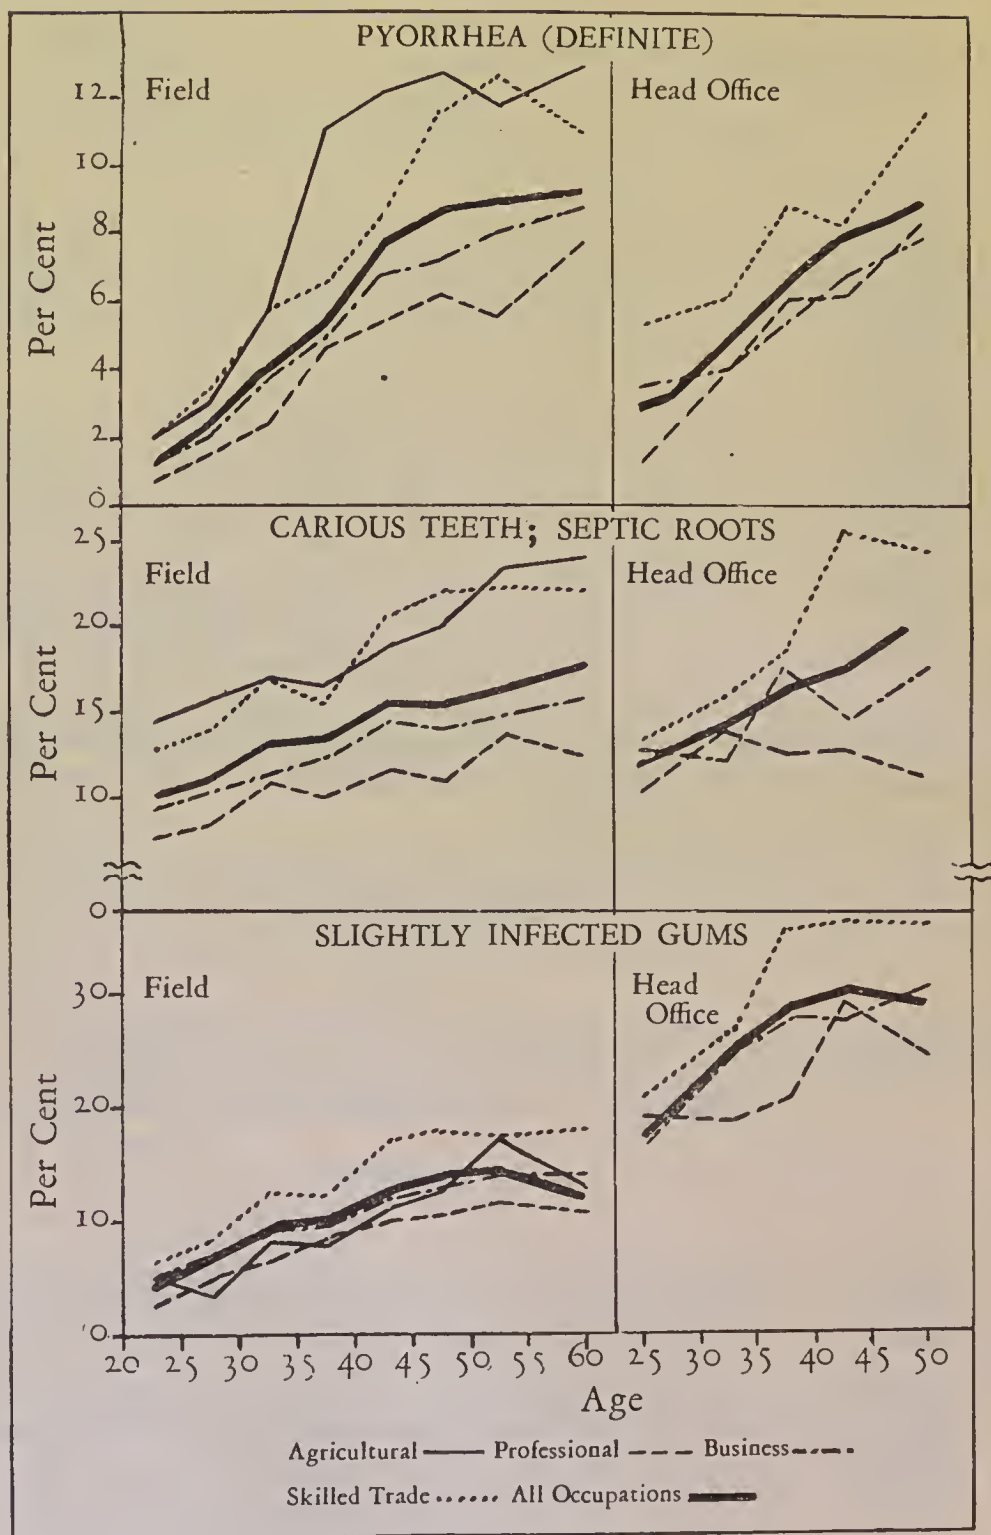 PYORRHEA (DEFINITE)
Field
Head Office
Per Cent
12
10
8
6
4
2
0
CARIOUS TEETH; SEPTIC ROOTS
Field
Head Office
Per Cent
25
20
15
10
0
SLIGHTLY INFECTED GUMS
Field
Head
Office
Per Cent
30
20
10
0
20 25 30 35 40 45 50 55 60 25 30 35 40 45 50
Age
Agricultural Professional Business
Skilled Trade All Occupations